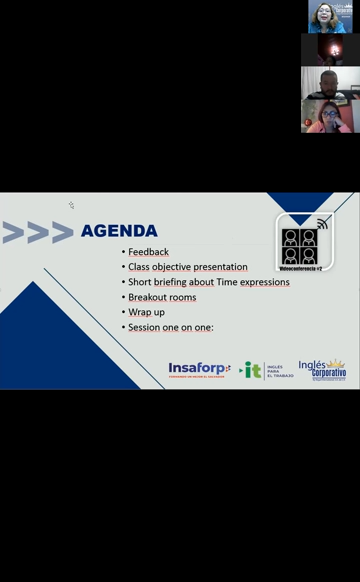 AGENDA
Videoconferencia #2
• Feedback
• Class objective presentation
• Short briefing about Time expressions
• Breakout rooms
• Wrap up
• Session one on one:
Insaforp
it
INGLÉS
PARA
EL TRABAJO
Inglés
Corporativo